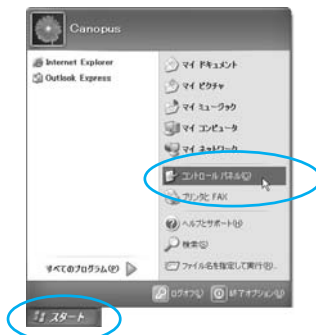 Canopus
Internet Explorer
Outlook Express
マイ ドキュメント
マイ ピクチャ
マイ ミュージック
マイ コンピュータ
マイ ネットワーク
コントロール パネル(C)
プリンタと FAX
ヘルプとサポート(H)
検索(S)
ファイル名を指定して実行(R)...
すべてのプログラム(P)
ログオフ(L)
終了オプション(U)
スタート